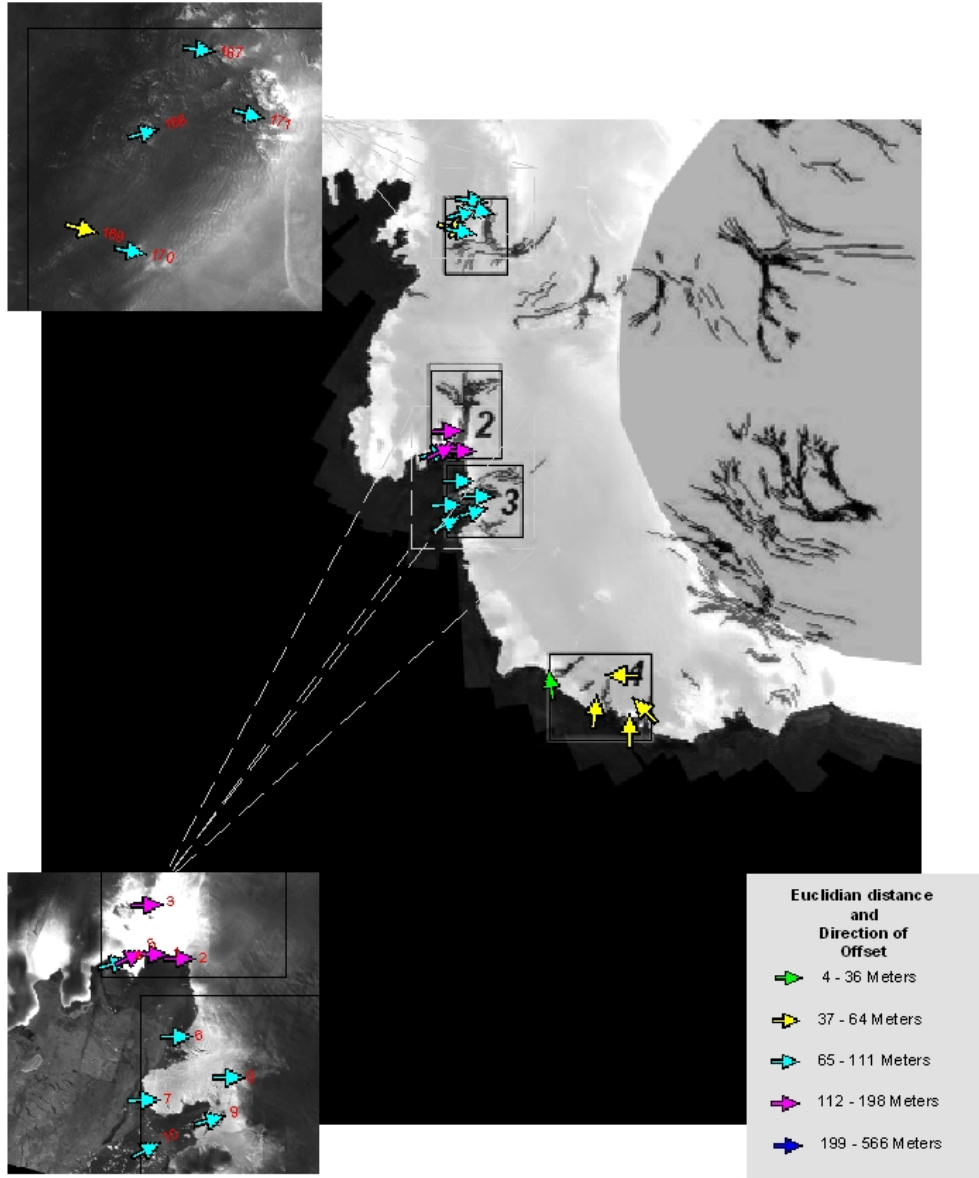 167
171
168
169
170
2
3
4
3
2
6
7
9
10
Euclidian distance
and
Direction of
Offset
4 - 36 Meters
37 - 64 Meters
65 - 111 Meters
112 - 198 Meters
199 - 566 Meters